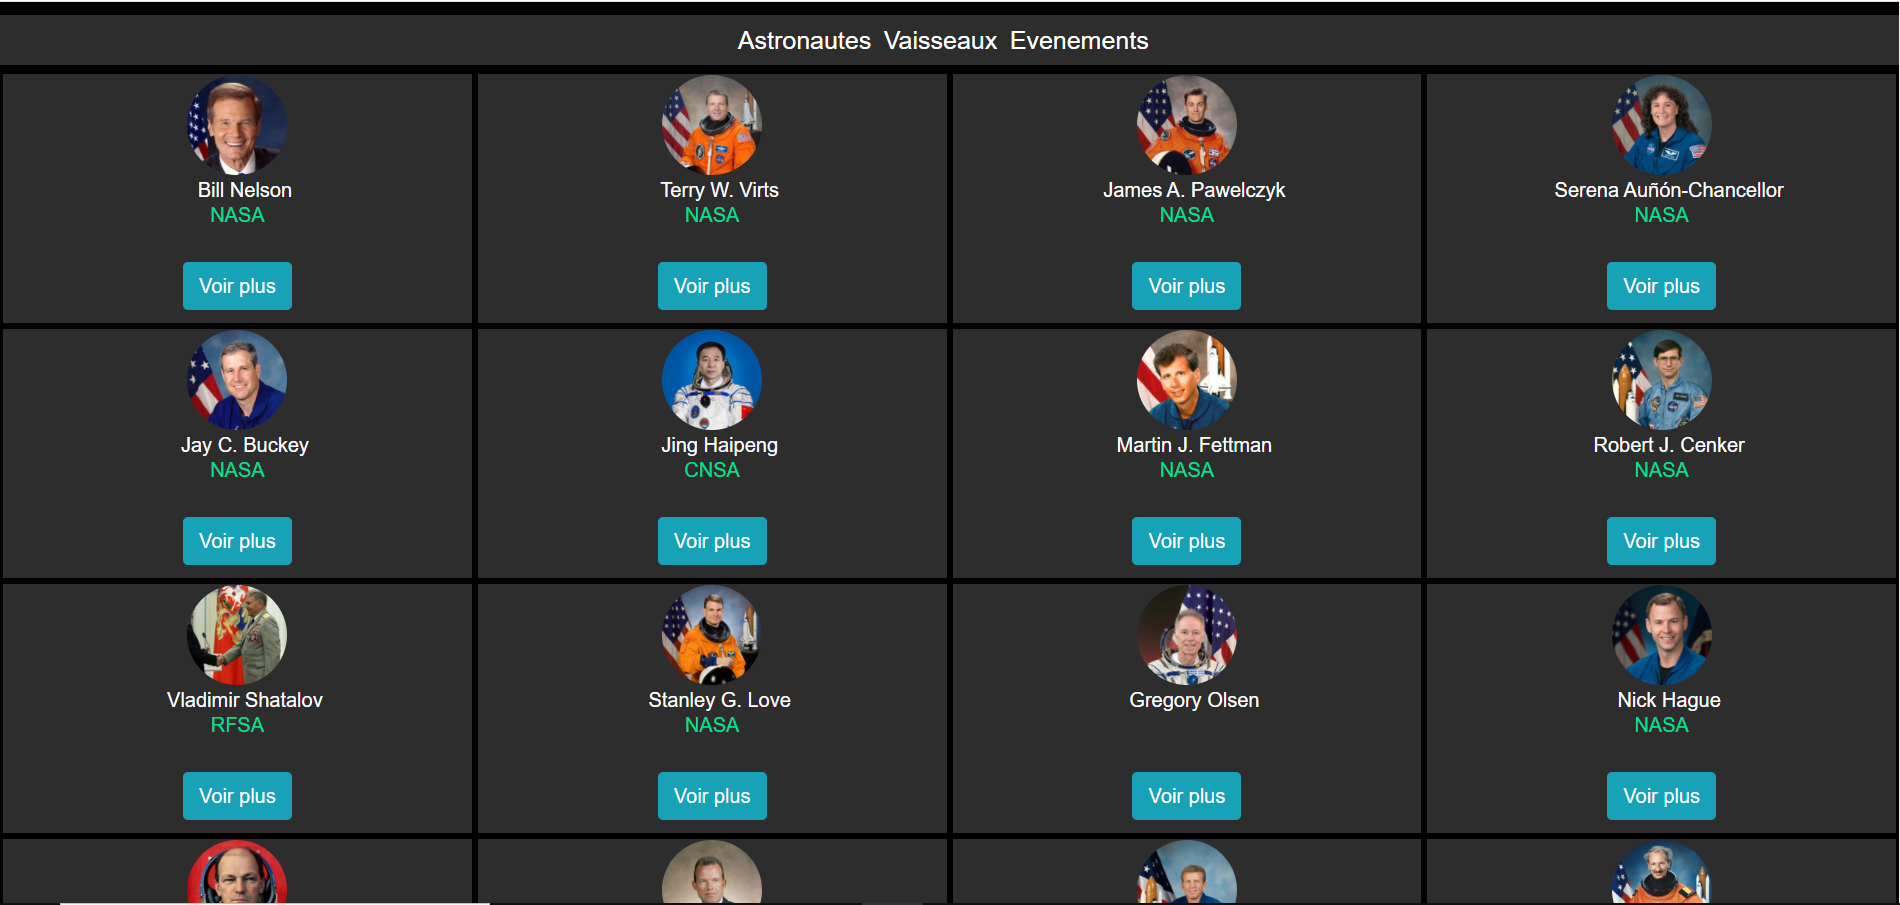 Astronautes Vaisseaux Evenements
Bill Nelson
NASA
Voir plus
Terry W. Virts
NASA
Voir plus
James A. Pawelczyk
NASA
Voir plus
Serena Auñón-Chancellor
NASA
Voir plus
Jay C. Buckey
NASA
Voir plus
Jing Haipeng
CNSA
Voir plus
Martin J. Fettman
NASA
Voir plus
Robert J. Cenker
NASA
Voir plus
Vladimir Shatalov
RFSA
Voir plus
Stanley G. Love
NASA
Voir plus
Gregory Olsen
Voir plus
Nick Hague
NASA
Voir plus